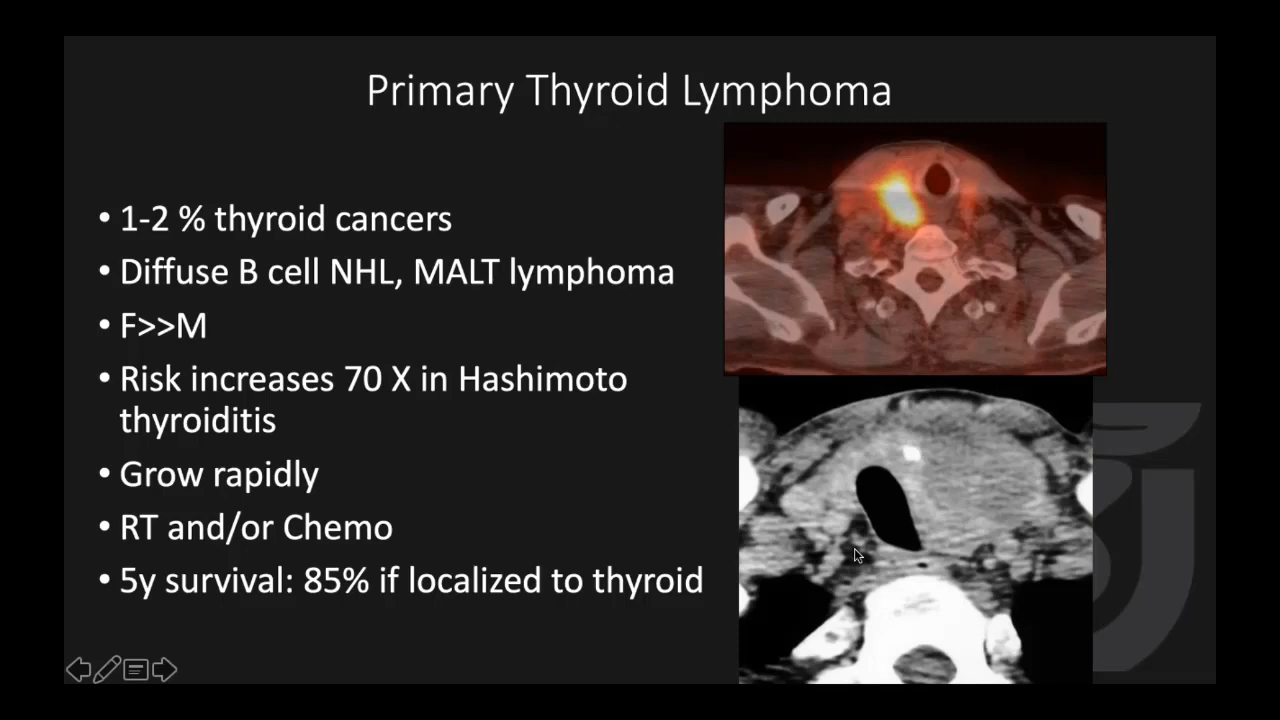 Primary Thyroid Lymphoma
• 1-2 % thyroid cancers
• Diffuse B cell NHL, MALT lymphoma
• F>>M
• Risk increases 70 X in Hashimoto
thyroiditis
• Grow rapidly
• RT and/or Chemo
• 5y survival: 85% if localized to thyroid